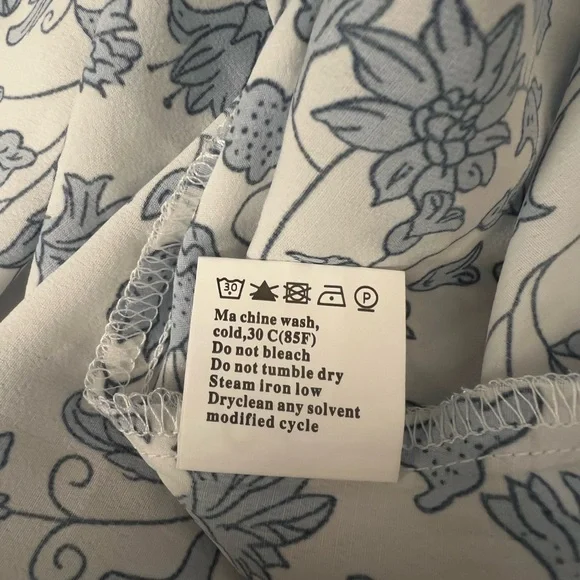 30 P
Ma chine wash,
cold,30 C(85F)
Do not bleach
Do not tumble dry
Steam iron low
Dryclean any solvent
modified cycle